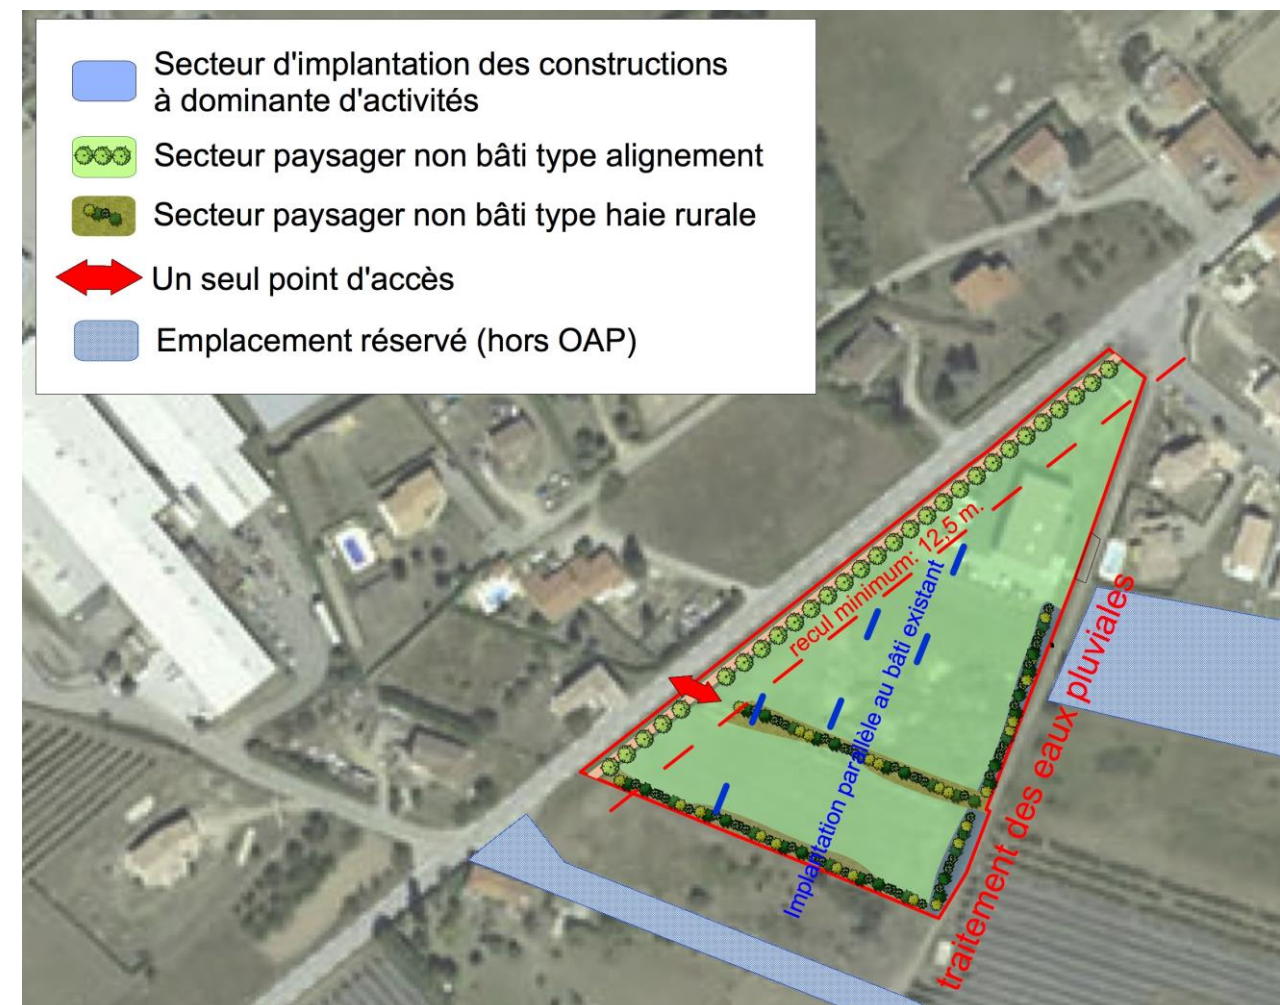 Secteur d'implantation des constructions
à dominante d'activités
Secteur paysager non bâti type alignement
Secteur paysager non bâti type haie rurale
Un seul point d'accès
Emplacement réservé (hors OAP)
recul minimum: 12,5 m.
Implantation parallèle au bâti existant
traitement des eaux pluviales